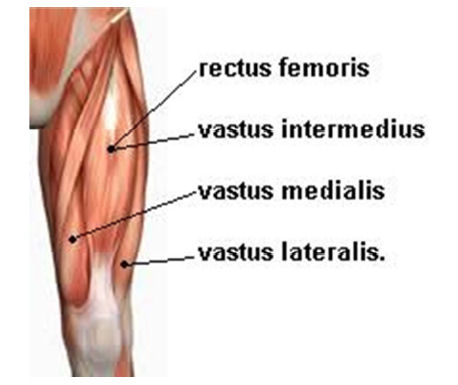 rectus femoris
vastus intermedius
vastus medialis
vastus lateralis.